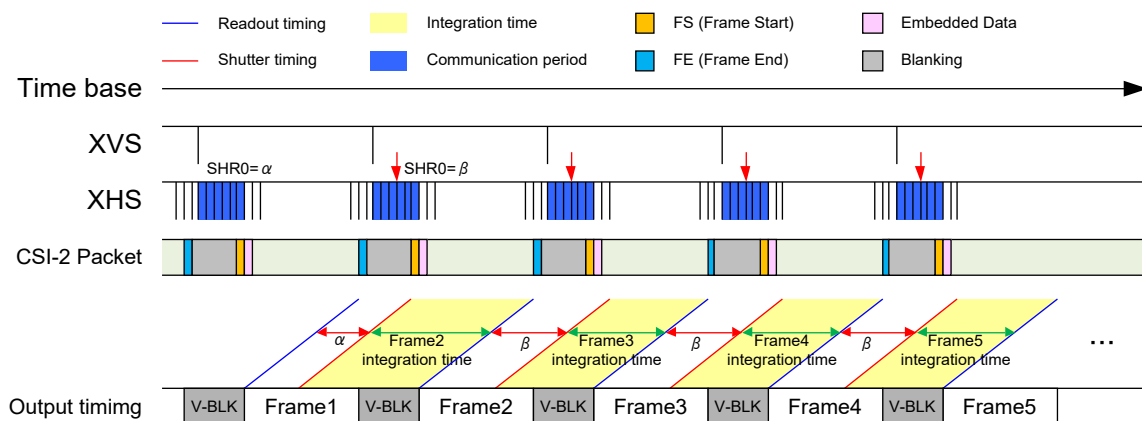 Readout timing
Integration time
FS (Frame Start)
Embedded Data
Shutter timing
Communication period
FE (Frame End)
Blanking
Time base
XVS
SHR0= α
SHR0= β
XHS
CSI-2 Packet
α
Frame2
integration time
β
Frame3
integration time
β
Frame4
integration time
β
Frame5
integration time
...
Output timimg
V-BLK
Frame1
V-BLK
Frame2
V-BLK
Frame3
V-BLK
Frame4
V-BLK
Frame5